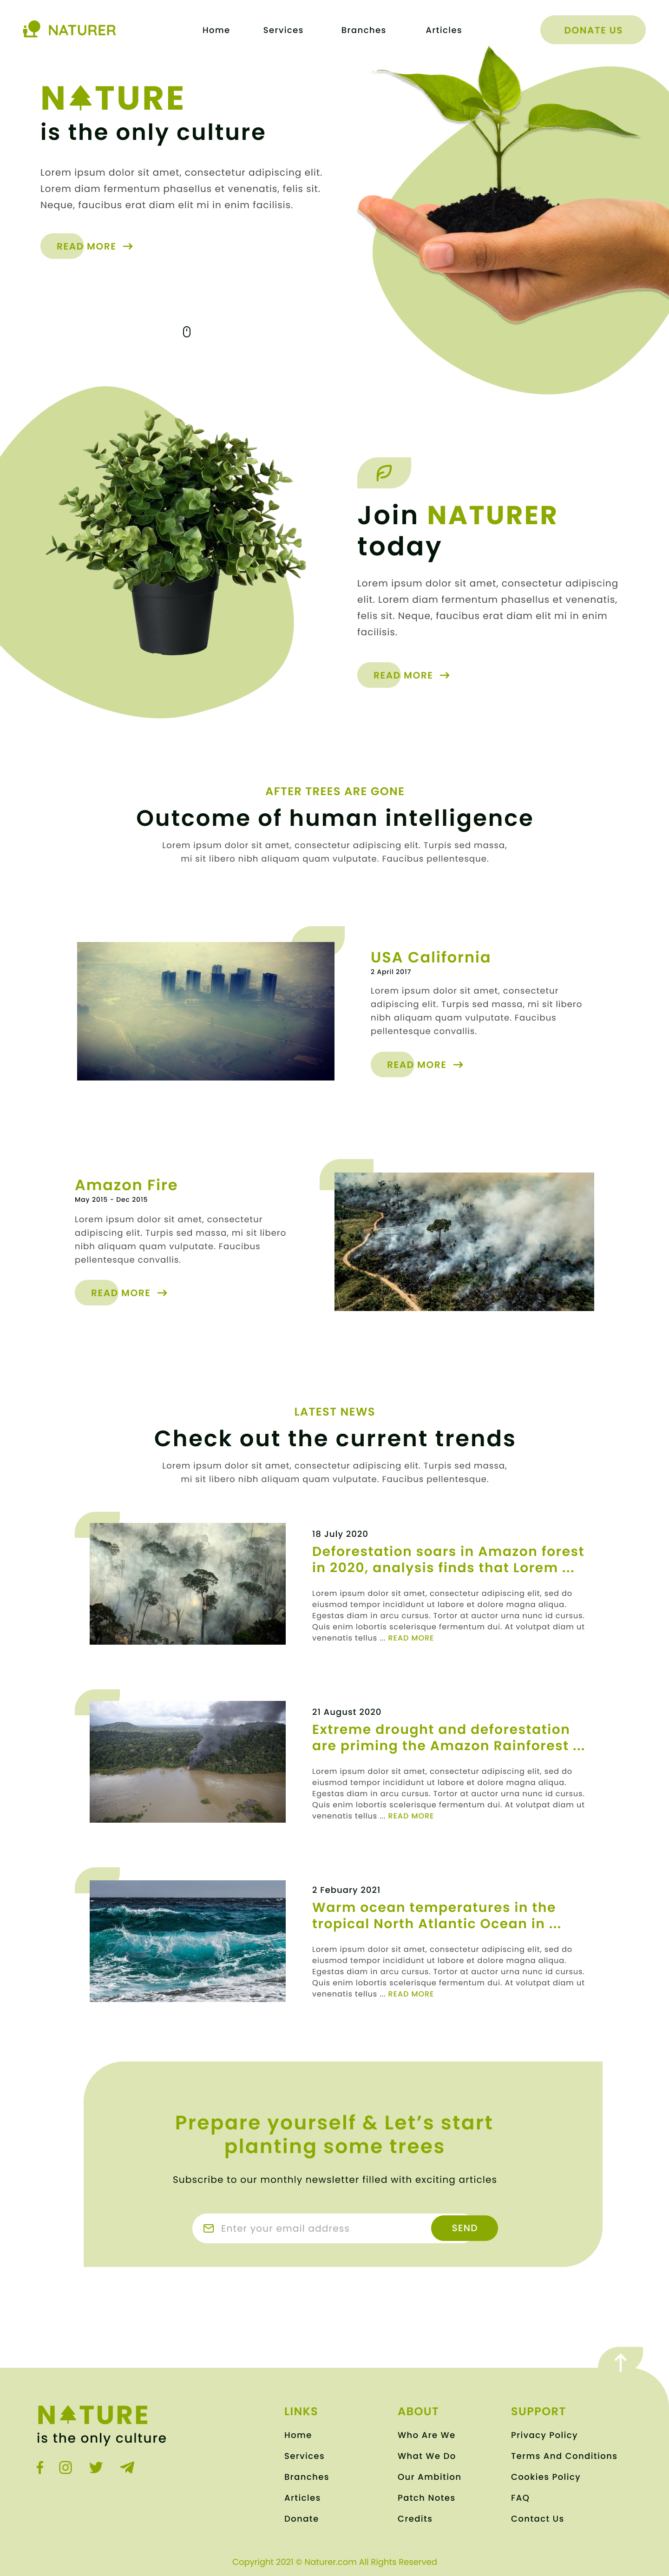 NATURER
Home
Services
Branches
Articles
DONATE US
NATURE
is the only culture
Lorem ipsum dolor sit amet, consectetur adipiscing elit.
Lorem diam fermentum phasellus et venenatis, felis sit.
Neque, faucibus erat diam elit mi in enim facilisis.
READ MORE
Join NATURER
today
Lorem ipsum dolor sit amet, consectetur adipiscing
elit. Lorem diam fermentum phasellus et venenatis,
felis sit. Neque, faucibus erat diam elit mi in enim
facilisis.
READ MORE
AFTER TREES ARE GONE
Outcome of human intelligence
Lorem ipsum dolor sit amet, consectetur adipiscing elit. Turpis sed massa,
mi sit libero nibh aliquam quam vulputate. Faucibus pellentesque.
USA California
2 April 2017
Lorem ipsum dolor sit amet, consectetur
adipiscing elit. Turpis sed massa, mi sit libero
nibh aliquam quam vulputate. Faucibus
pellentesque convallis.
READ MORE
Amazon Fire
May 2015 - Dec 2015
Lorem ipsum dolor sit amet, consectetur
adipiscing elit. Turpis sed massa, mi sit libero
nibh aliquam quam vulputate. Faucibus
pellentesque convallis.
READ MORE
LATEST NEWS
Check out the current trends
Lorem ipsum dolor sit amet, consectetur adipiscing elit. Turpis sed massa,
mi sit libero nibh aliquam quam vulputate. Faucibus pellentesque.
18 July 2020
Deforestation soars in Amazon forest
in 2020, analysis finds that Lorem ...
Lorem ipsum dolor sit amet, consectetur adipiscing elit, sed do
eiusmod tempor incididunt ut labore et dolore magna aliqua.
Egestas diam in arcu cursus. Tortor at auctor urna nunc id cursus.
Quis enim lobortis scelerisque fermentum dui. At volutpat diam ut
venenatis tellus ... READ MORE
21 August 2020
Extreme drought and deforestation
are priming the Amazon Rainforest ...
Lorem ipsum dolor sit amet, consectetur adipiscing elit, sed do
eiusmod tempor incididunt ut labore et dolore magna aliqua.
Egestas diam in arcu cursus. Tortor at auctor urna nunc id cursus.
Quis enim lobortis scelerisque fermentum dui. At volutpat diam ut
venenatis tellus ... READ MORE
2 Febuary 2021
Warm ocean temperatures in the
tropical North Atlantic Ocean in ...
Lorem ipsum dolor sit amet, consectetur adipiscing elit, sed do
eiusmod tempor incididunt ut labore et dolore magna aliqua.
Egestas diam in arcu cursus. Tortor at auctor urna nunc id cursus.
Quis enim lobortis scelerisque fermentum dui. At volutpat diam ut
venenatis tellus ... READ MORE
Prepare yourself & Let’s start
planting some trees
Subscribe to our monthly newsletter filled with exciting articles
Enter your email address
SEND
NATURE
is the only culture
LINKS
Home
Services
Branches
Articles
Donate
ABOUT
Who Are We
What We Do
Our Ambition
Patch Notes
Credits
SUPPORT
Privacy Policy
Terms And Conditions
Cookies Policy
FAQ
Contact Us
Copyright 2021 © Naturer.com All Rights Reserved